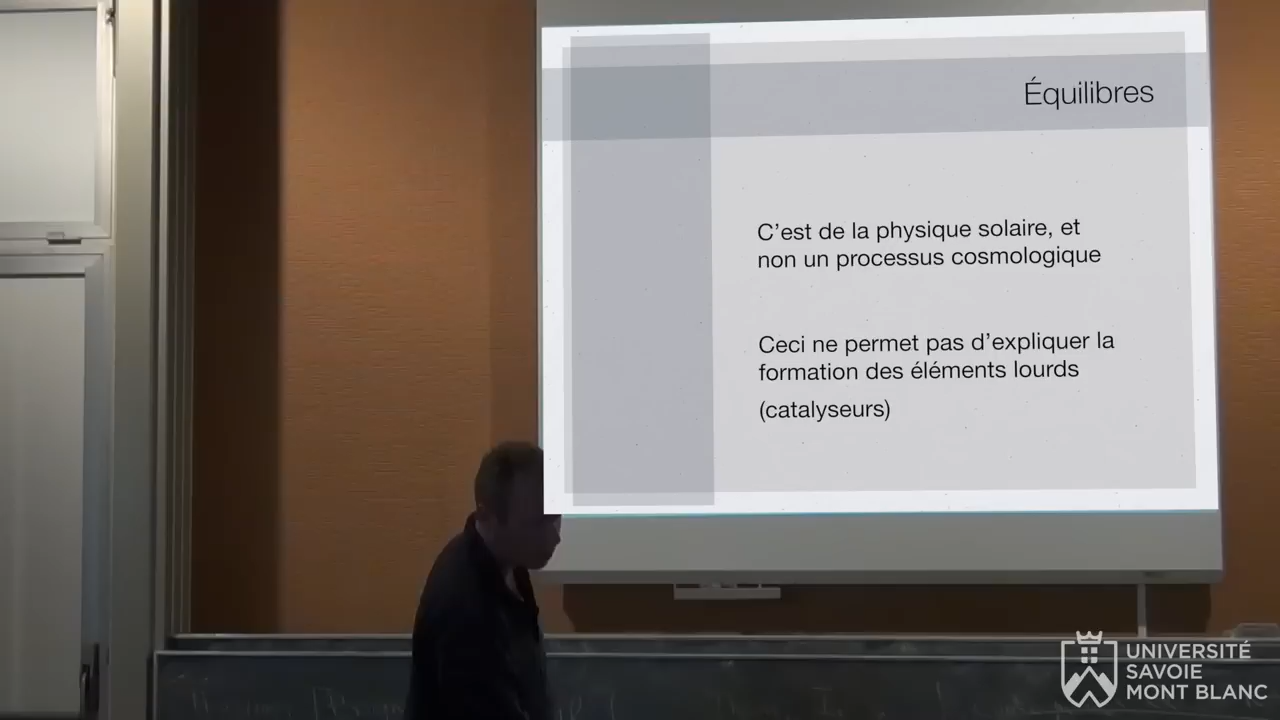 Équilibres
C’est de la physique solaire, et
non un processus cosmologique
Ceci ne permet pas d’expliquer la
formation des éléments lourds
(catalyseurs)
UNIVERSITÉ
SAVOIE
MONT BLANC